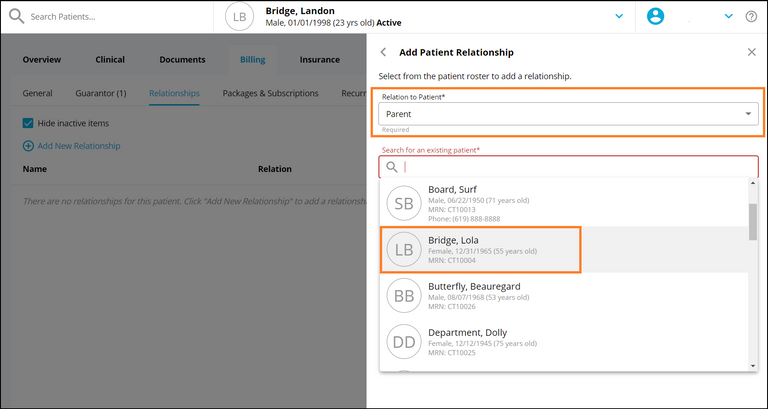 Search Patients...
LB
Bridge, Landon
Male, 01/01/1998 (23 yrs old) Active
Overview
Clinical
Documents
Billing
Insurance
General
Guarantor (1)
Relationships
Packages & Subscriptions
Recurr
Hide inactive items
Add New Relationship
Name
Relation
There are no relationships for this patient. Click "Add New Relationship" to add a relationsh
Add Patient Relationship
Select from the patient roster to add a relationship.
Relation to Patient*
Parent
Required
Search for an existing patient*
SB
Board, Surf
Male, 06/22/1950 (71 years old)
MRN: CT10013
Phone: (619) 888-8888
LB
Bridge, Lola
Female, 12/31/1965 (55 years old)
MRN: CT10004
BB
Butterfly, Beauregard
Male, 08/07/1968 (53 years old)
MRN: CT10026
DD
Department, Dolly
Female, 12/12/1945 (75 years old)
MRN: CT10025